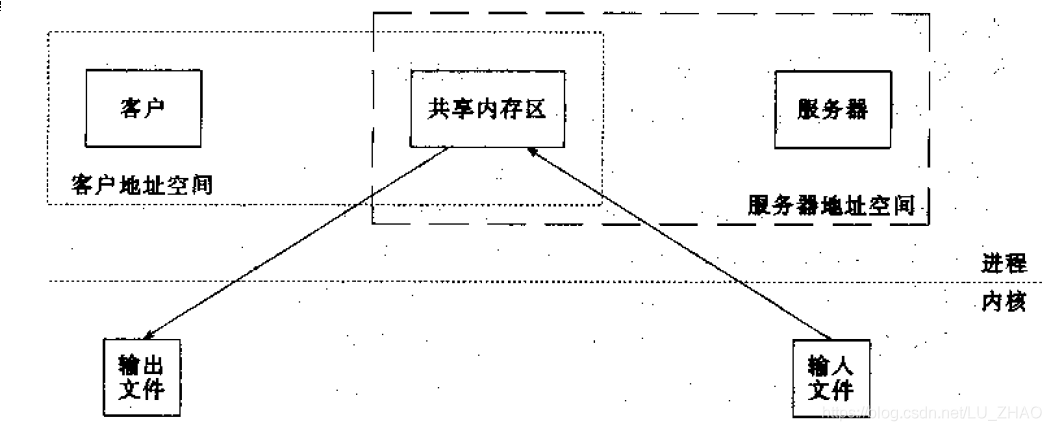 客户
共享内存区
服务器
客户地址空间
服务器地址空间
进程
内核
输出
文件
输入
文件
https://blog.csdn.net/LU_ZHAO